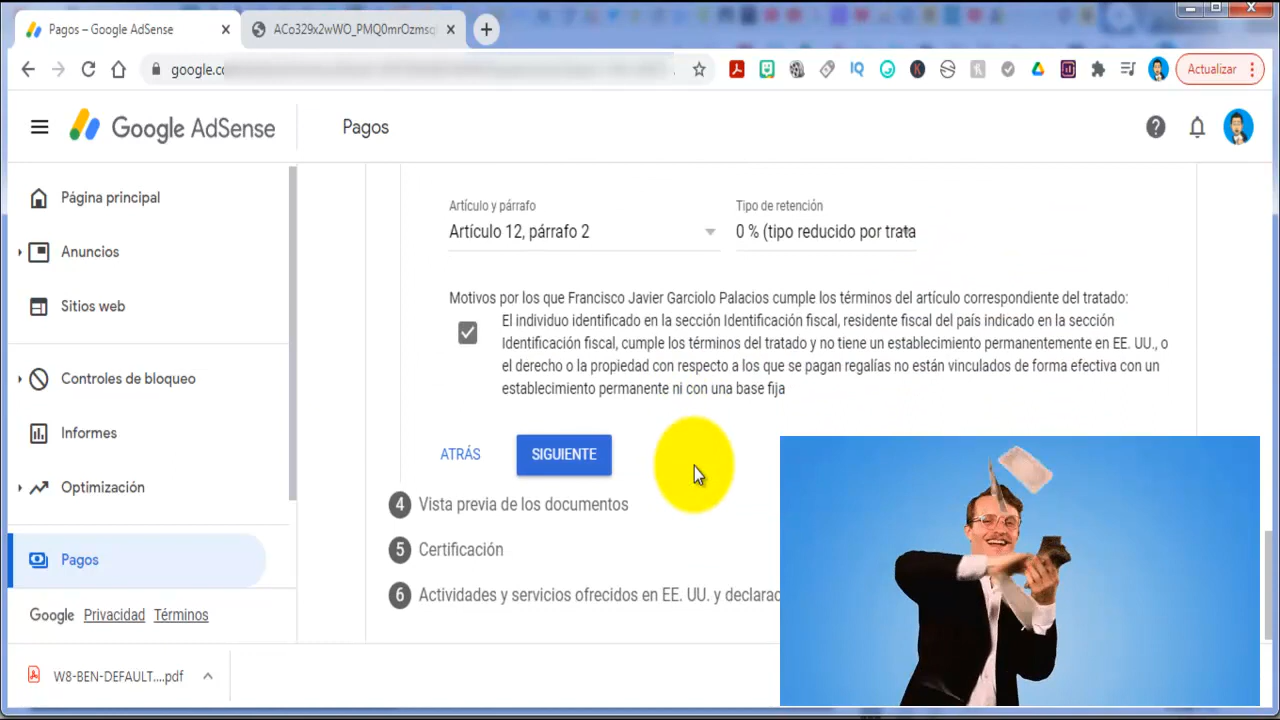 Pagos – Google AdSense
ACo329x2wWO_PMQ0mrOzmsq
google.co
IQ
K
Actualizar
Google AdSense
Pagos
Página principal
Anuncios
Sitios web
Controles de bloqueo
Informes
Optimización
Pagos
Google Privacidad Términos
Artículo y párrafo
Tipo de retención
Artículo 12, párrafo 2
0 % (tipo reducido por trata
Motivos por los que Francisco Javier Garciolo Palacios cumple los términos del artículo correspondiente del tratado:
El individuo identificado en la sección Identificación fiscal, residente fiscal del país indicado en la sección
Identificación fiscal, cumple los términos del tratado y no tiene un establecimiento permanentemente en EE. UU., o
el derecho o la propiedad con respecto a los que se pagan regalías no están vinculados de forma efectiva con un
establecimiento permanente ni con una base fija
ATRÁS
SIGUIENTE
4 Vista previa de los documentos
5 Certificación
6 Actividades y servicios ofrecidos en EE. UU. y declarac
W8-BEN-DEFAULT....pdf